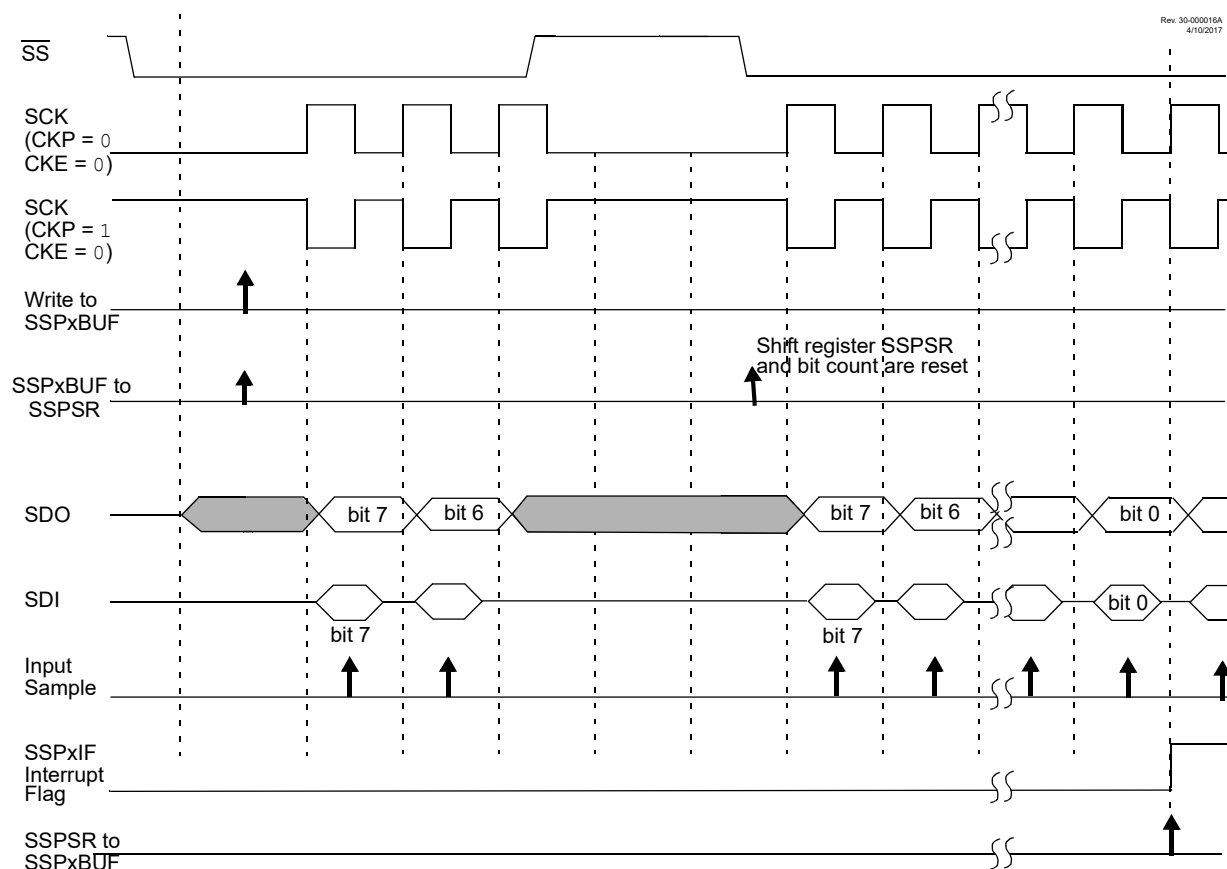 Rev. 30-000016A
4/10/2017
SS
SCK
(CKP = 0
CKE = 0)
SCK
(CKP = 1
CKE = 0)
Write to
SSPxBUF
Shift register SSPSR
and bit count are reset
SSPxBUF to
SSPSR
SDO
bit 7
bit 6
bit 7
bit 6
bit 0
SDI
bit 0
bit 7
bit 7
Input
Sample
SSPxIF
Interrupt
Flag
SSPSR to
SSPxBUF